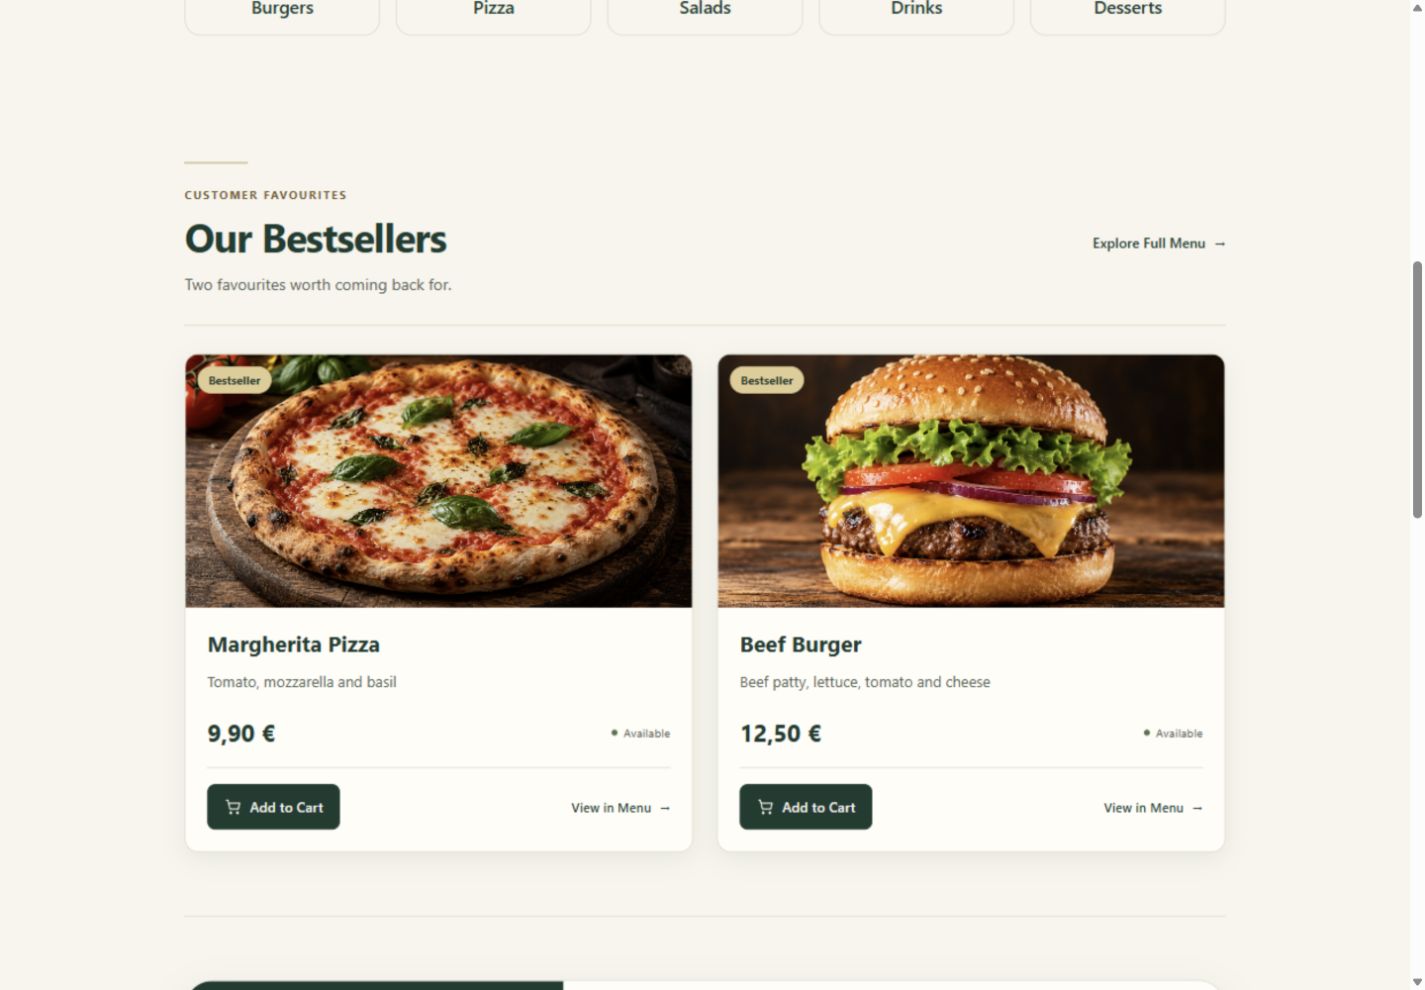 Burgers
Pizza
Salads
Drinks
Desserts
CUSTOMER FAVOURITES
Our Bestsellers
Explore Full Menu →
Two favourites worth coming back for.
Bestseller
Margherita Pizza
Tomato, mozzarella and basil
9,90 €
Available
Add to Cart
View in Menu →
Bestseller
Beef Burger
Beef patty, lettuce, tomato and cheese
12,50 €
Available
Add to Cart
View in Menu →